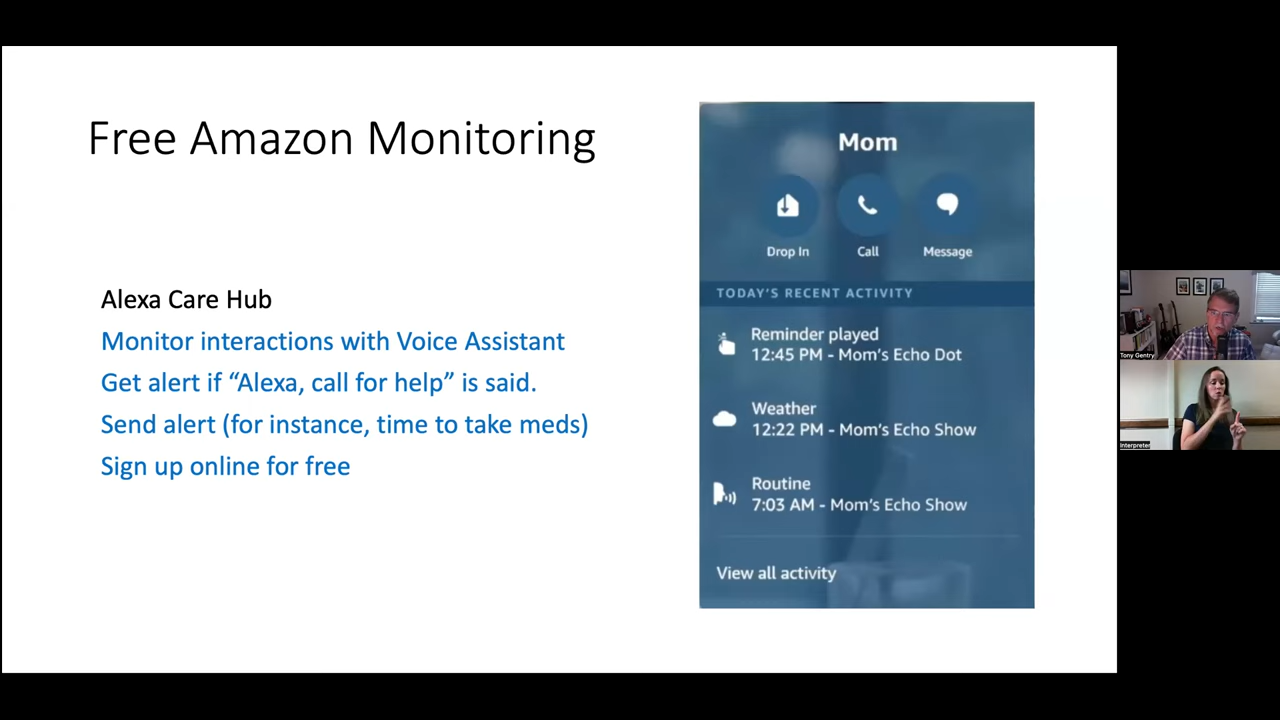 Free Amazon Monitoring
Alexa Care Hub
Monitor interactions with Voice Assistant
Get alert if “Alexa, call for help” is said.
Send alert (for instance, time to take meds)
Sign up online for free
Mom
Drop In
Call
Message
TODAY'S RECENT ACTIVITY
Reminder played
12:45 PM - Mom's Echo Dot
Weather
12:22 PM - Mom's Echo Show
Routine
7:03 AM - Mom's Echo Show
View all activity
Tony Gentry
Interpreter